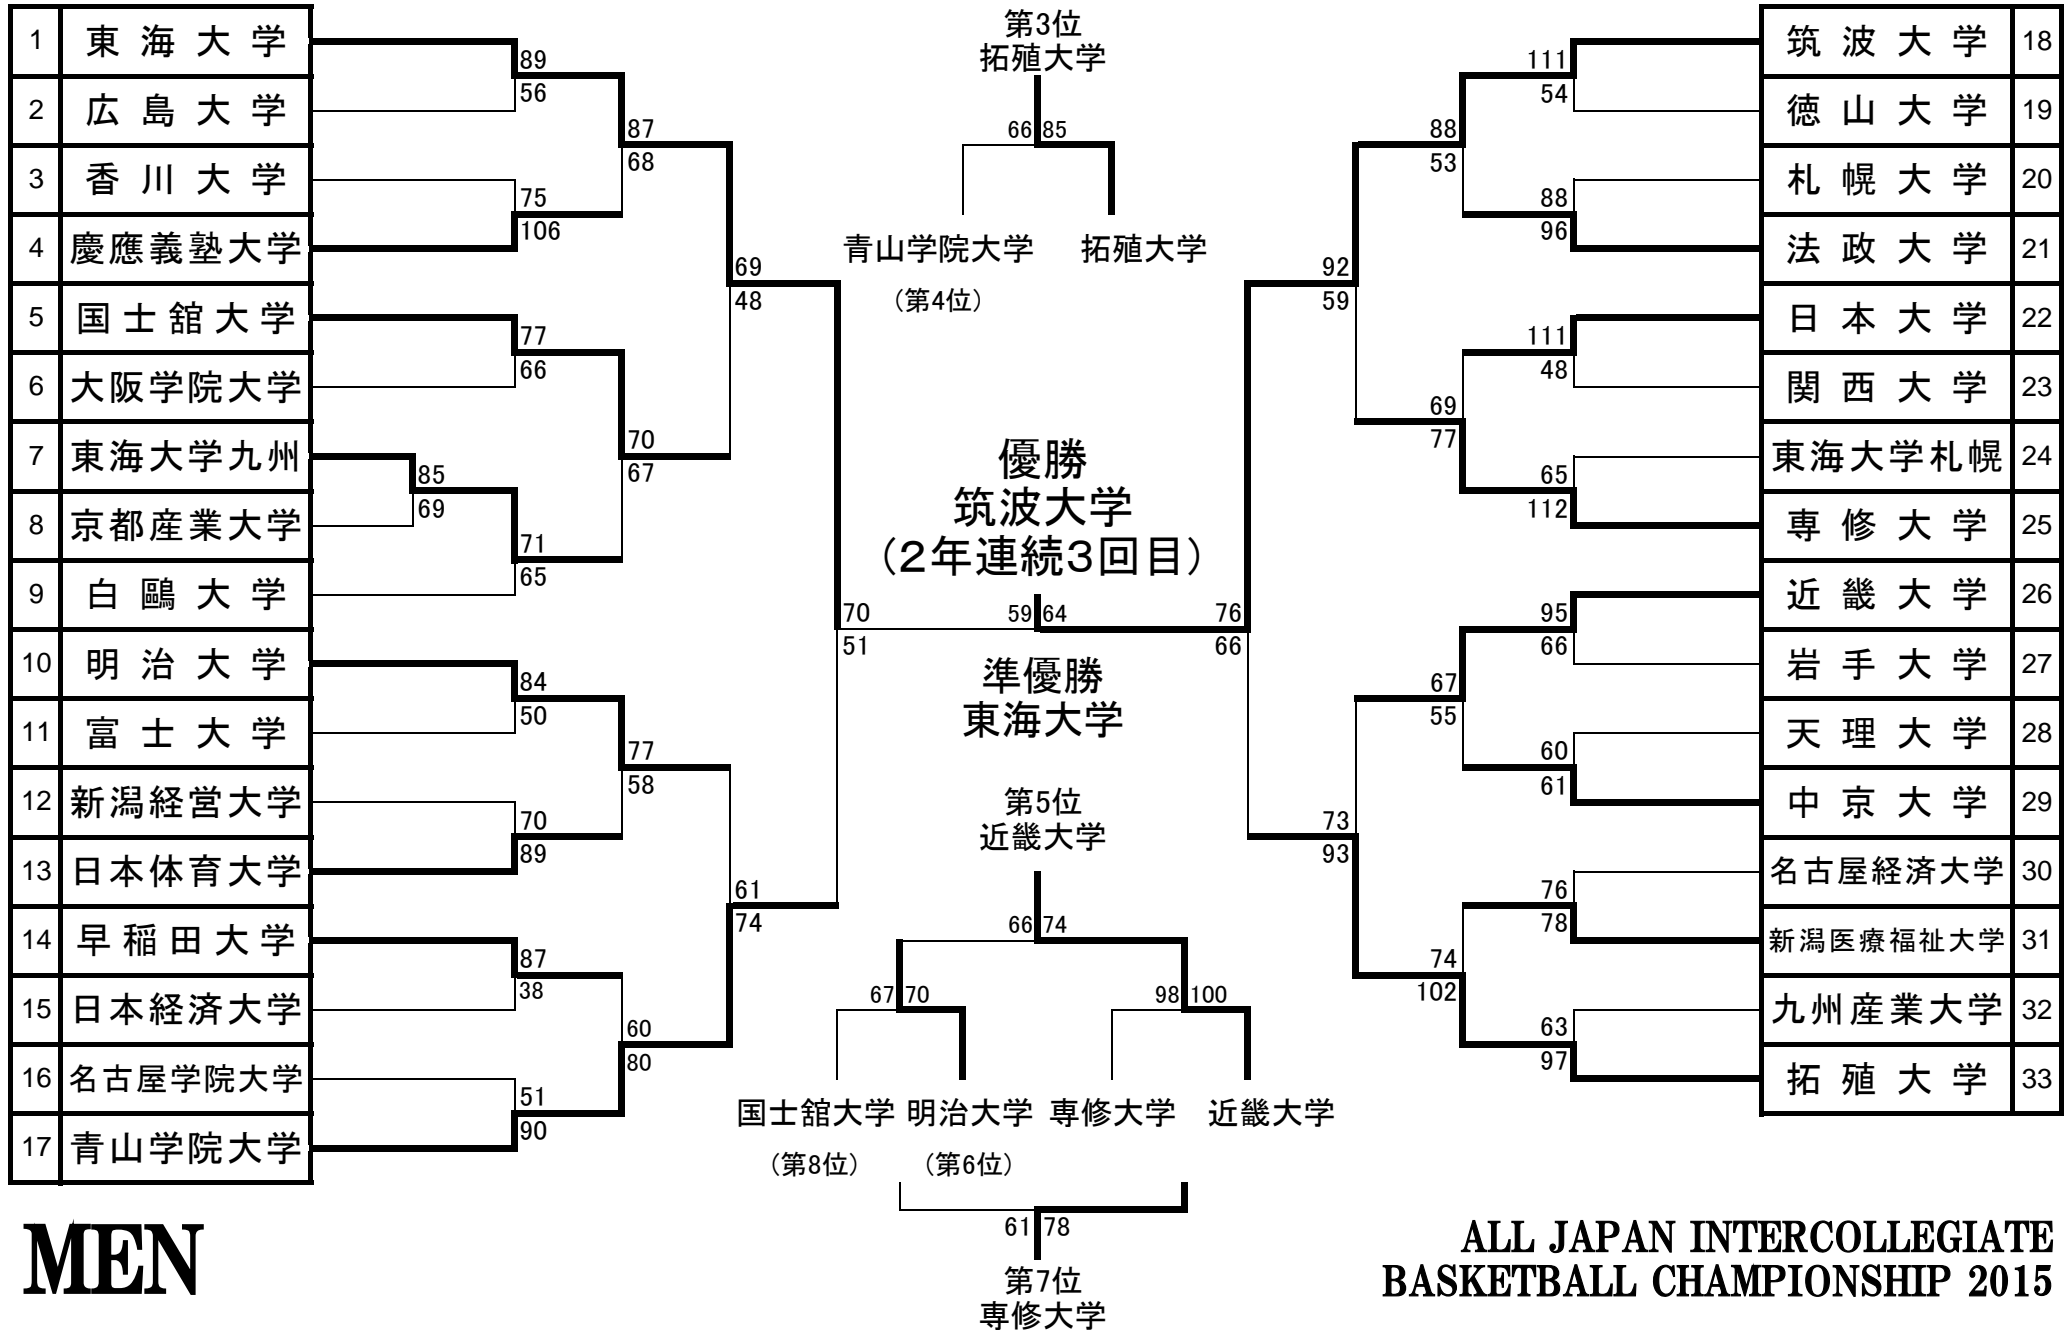 1 東海大学
2 広島大学
3 香川大学
4 慶應義塾大学
5 国士舘大学
6 大阪学院大学
7 東海大学九州
8 京都産業大学
9 白鷗大学
10 明治大学
11 富士大学
12 新潟経営大学
13 日本体育大学
14 早稲田大学
15 日本経済大学
16 名古屋学院大学
17 青山学院大学
89
56
75
106
77
66
85
69
71
65
84
50
70
89
87
38
51
90
87
68
70
67
77
58
60
80
69
48
61
74
70
51
第3位
拓殖大学
66 85
青山学院大学 拓殖大学
(第4位)
優勝
筑波大学
(2年連続3回目)
59 64
準優勝
東海大学
第5位
近畿大学
66 74
67 70 98 100
国士舘大学 明治大学 専修大学 近畿大学
(第8位) (第6位)
61 78
第7位
専修大学
76
66
92
59
73
93
88
53
69
77
67
55
74
102
111
54
88
96
111
48
65
112
95
66
60
61
76
78
63
97
筑波大学 18
徳山大学 19
札幌大学 20
法政大学 21
日本大学 22
関西大学 23
東海大学札幌 24
専修大学 25
近畿大学 26
岩手大学 27
天理大学 28
中京大学 29
名古屋経済大学 30
新潟医療福祉大学 31
九州産業大学 32
拓殖大学 33
MEN
ALL JAPAN INTERCOLLEGIATE
BASKETBALL CHAMPIONSHIP 2015